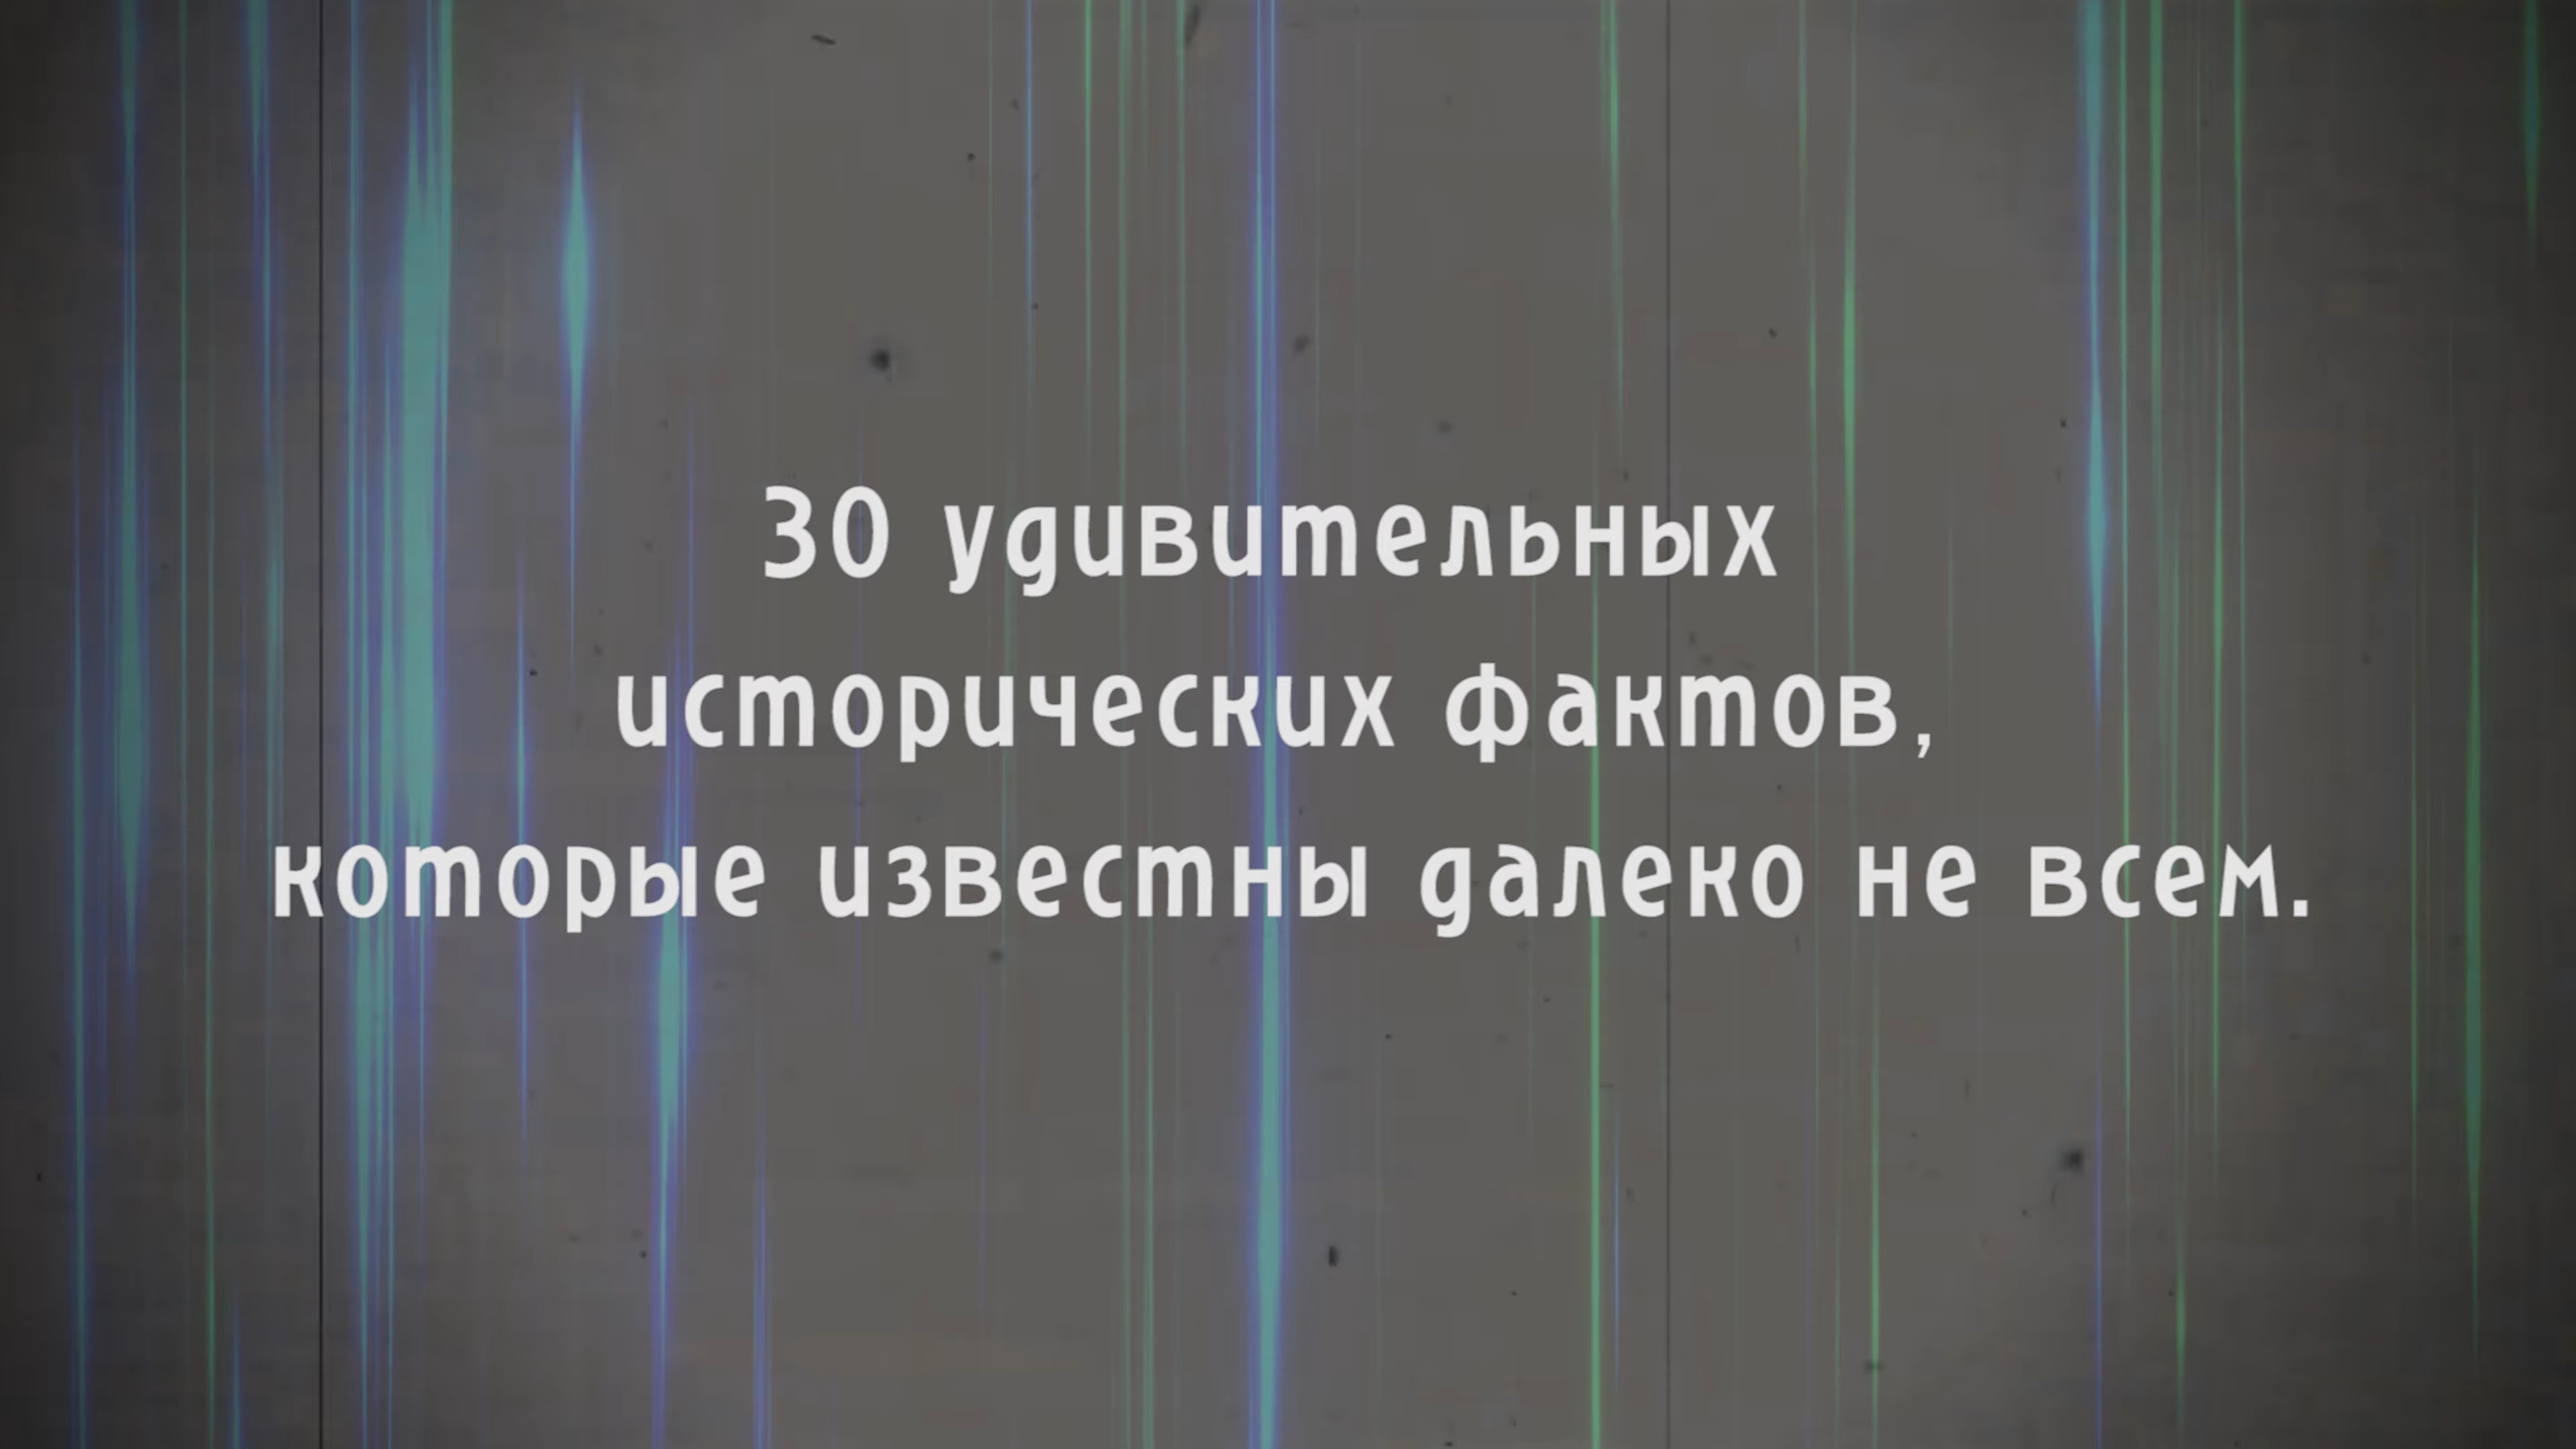 30 удивительных
исторических фактов,
которые известны далеко не всем.